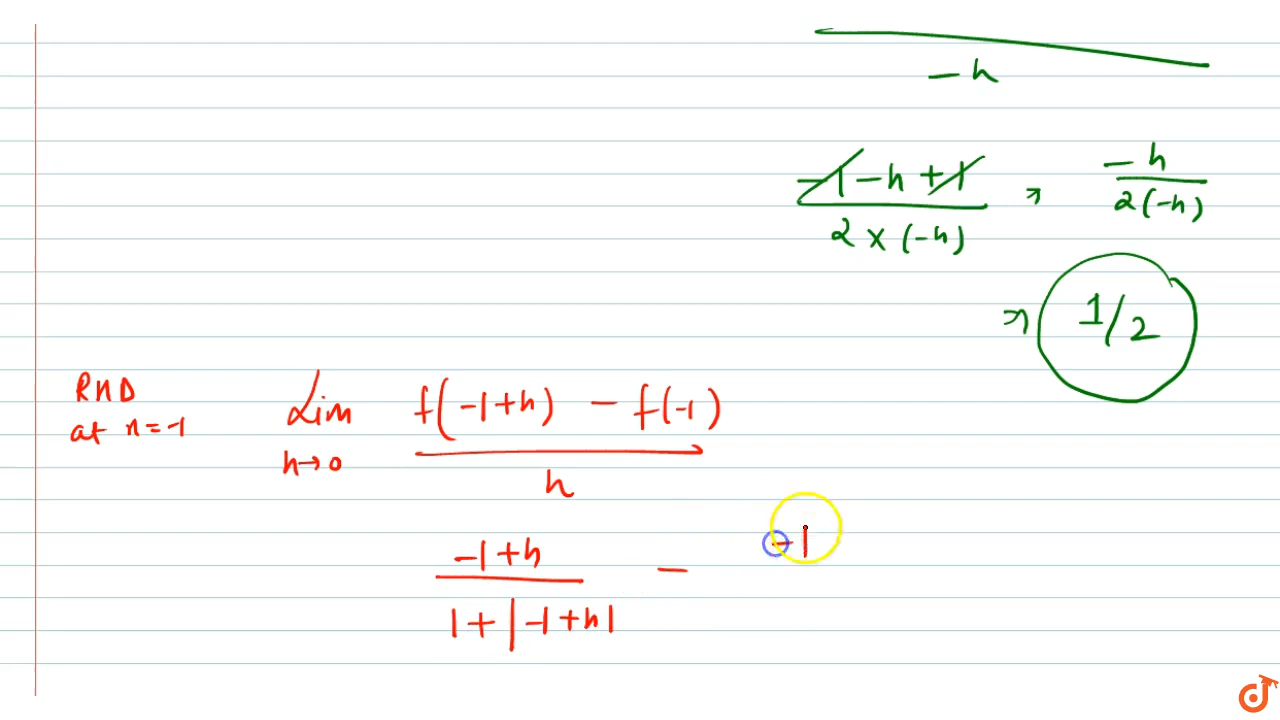 -h
-1-h+1 / 2×(-h) ⇒ -h / 2(-h)
⇒ 1/2
RHD
at x=-1
Lim h→0 f(-1+h) - f(-1) / h
-1+h / 1+|-1+h| - -1